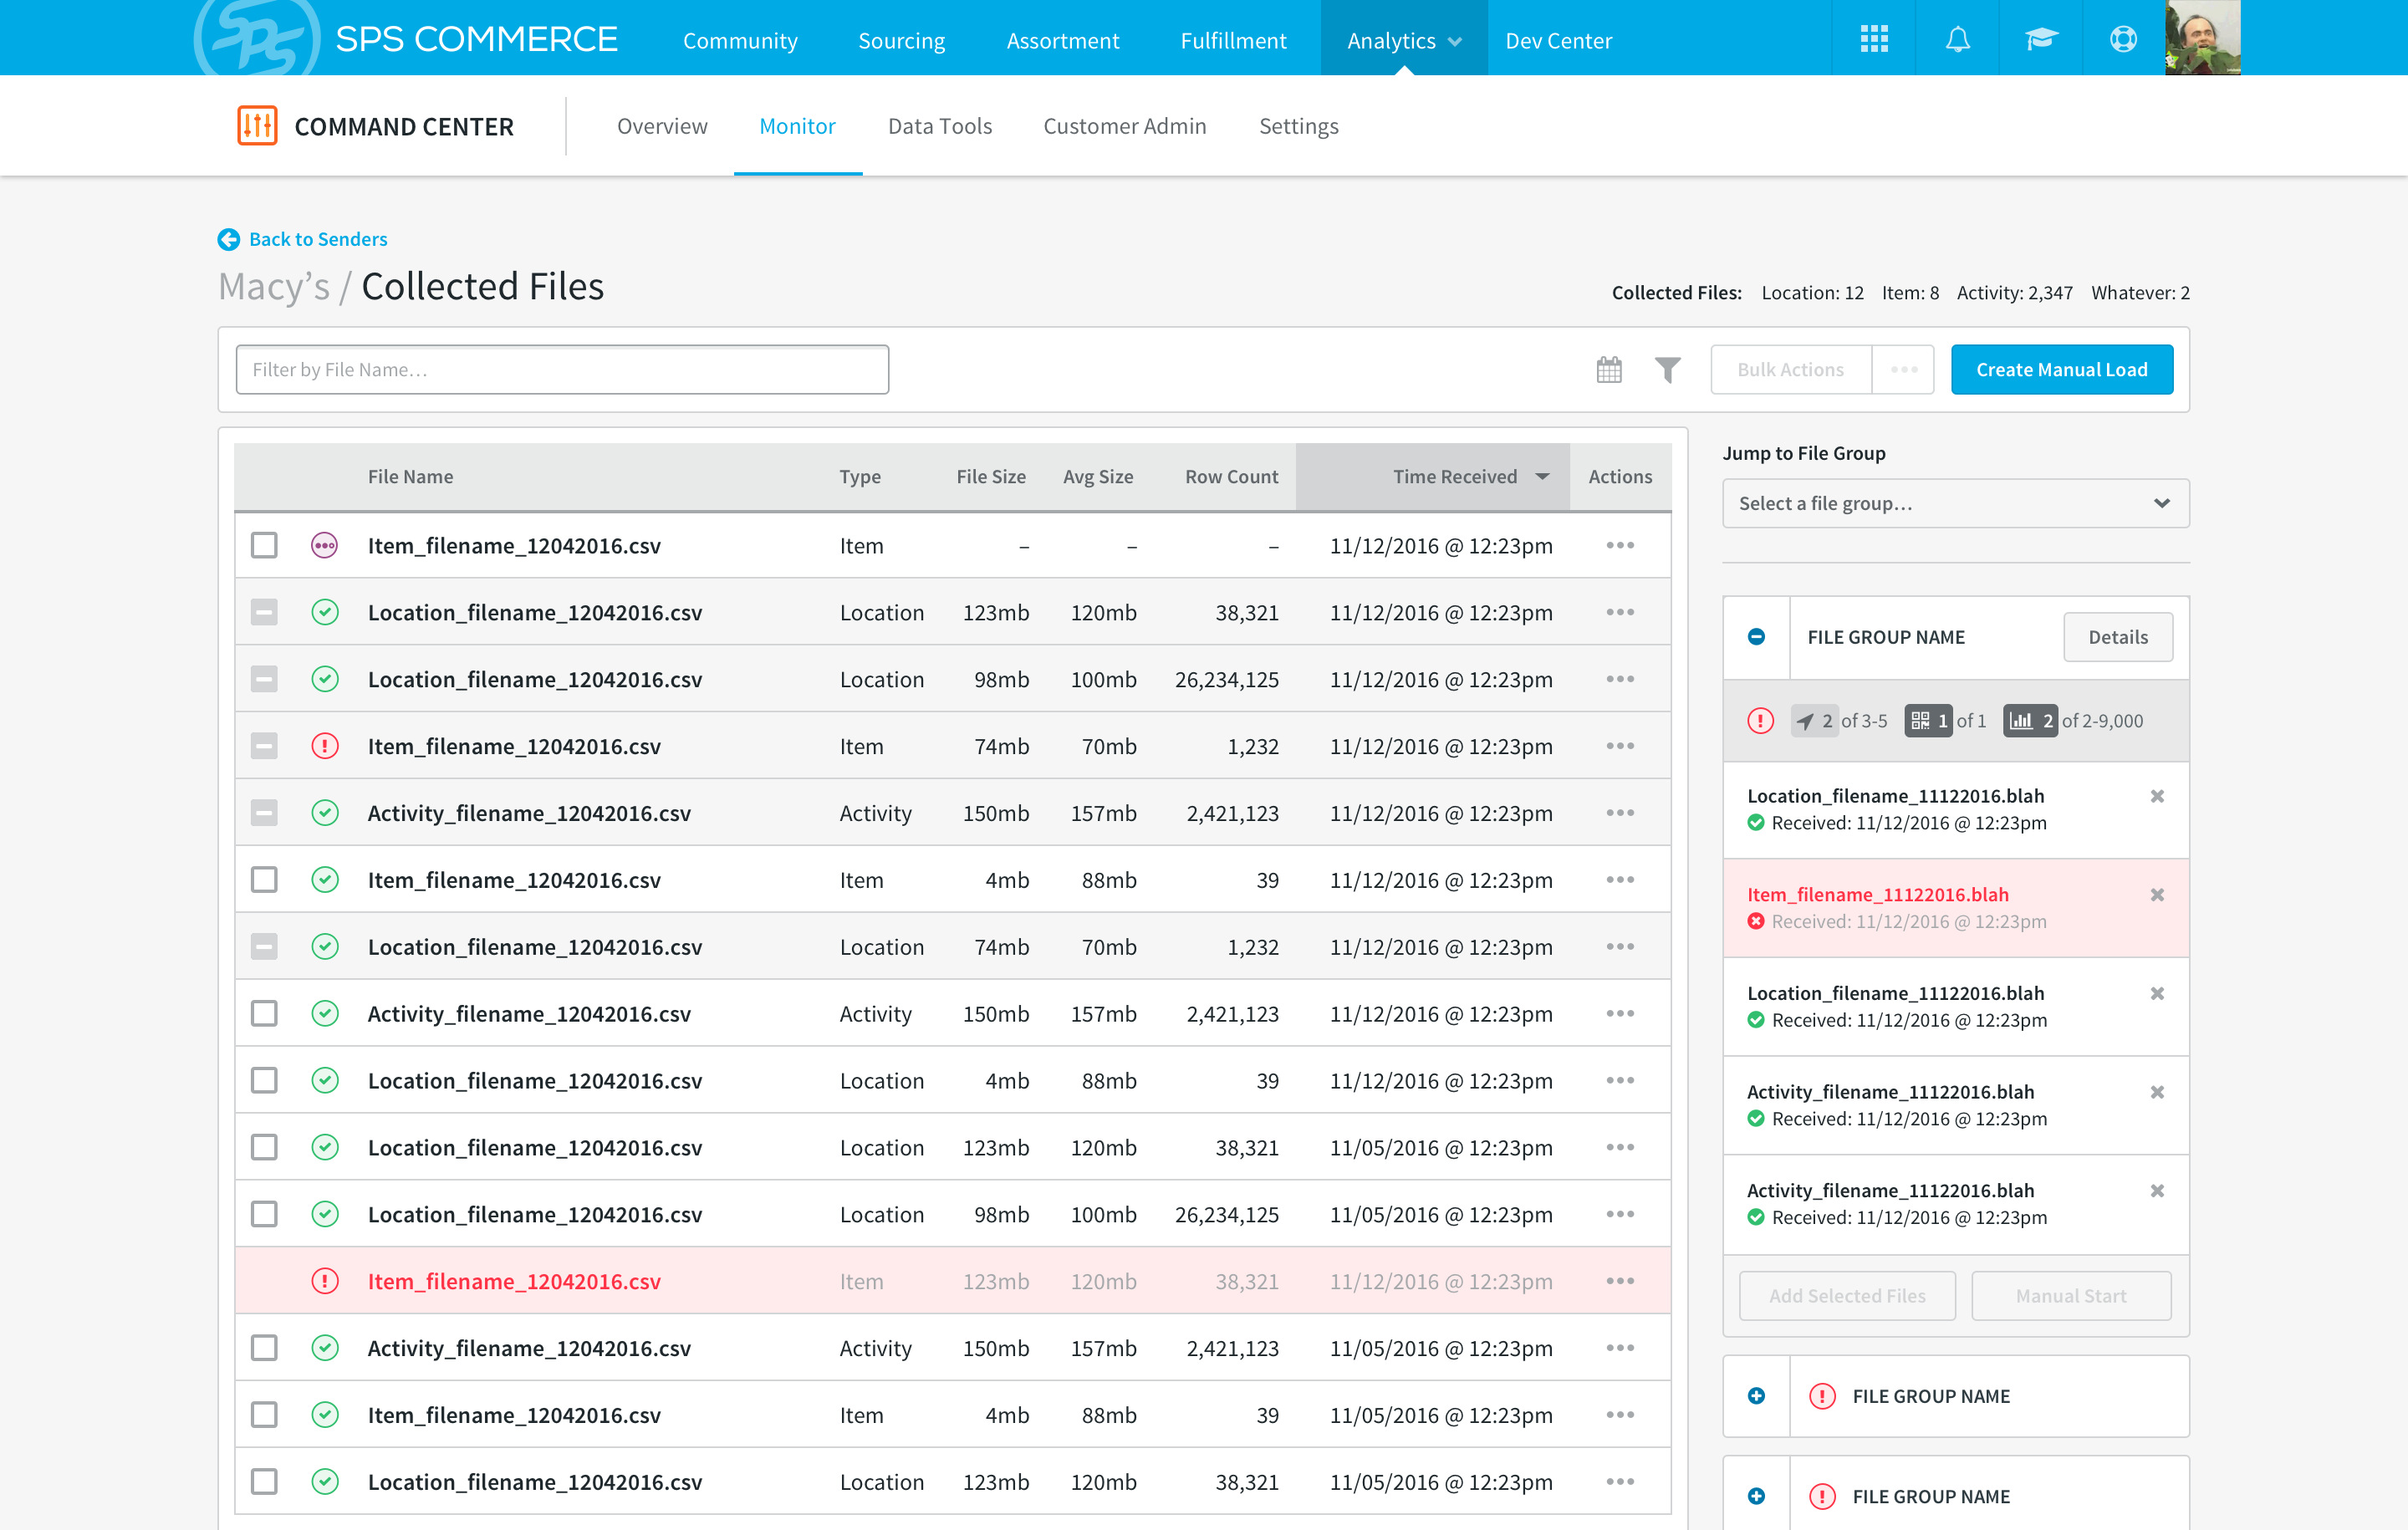 SPS SPS COMMERCE Community Sourcing Assortment Fulfillment Analytics Dev Center
COMMAND CENTER Overview Monitor Data Tools Customer Admin Settings
Back to Senders
Macy’s / Collected Files
Collected Files: Location: 12 Item: 8 Activity: 2,347 Whatever: 2
Filter by File Name… Bulk Actions Create Manual Load
File Name Type File Size Avg Size Row Count Time Received Actions
Item_filename_12042016.csv Item – – – 11/12/2016 @ 12:23pm
Location_filename_12042016.csv Location 123mb 120mb 38,321 11/12/2016 @ 12:23pm
Location_filename_12042016.csv Location 98mb 100mb 26,234,125 11/12/2016 @ 12:23pm
Item_filename_12042016.csv Item 74mb 70mb 1,232 11/12/2016 @ 12:23pm
Activity_filename_12042016.csv Activity 150mb 157mb 2,421,123 11/12/2016 @ 12:23pm
Item_filename_12042016.csv Item 4mb 88mb 39 11/12/2016 @ 12:23pm
Location_filename_12042016.csv Location 74mb 70mb 1,232 11/12/2016 @ 12:23pm
Activity_filename_12042016.csv Activity 150mb 157mb 2,421,123 11/12/2016 @ 12:23pm
Location_filename_12042016.csv Location 4mb 88mb 39 11/12/2016 @ 12:23pm
Location_filename_12042016.csv Location 123mb 120mb 38,321 11/05/2016 @ 12:23pm
Location_filename_12042016.csv Location 98mb 100mb 26,234,125 11/05/2016 @ 12:23pm
Item_filename_12042016.csv Item 123mb 120mb 38,321 11/12/2016 @ 12:23pm
Activity_filename_12042016.csv Activity 150mb 157mb 2,421,123 11/05/2016 @ 12:23pm
Item_filename_12042016.csv Item 4mb 88mb 39 11/05/2016 @ 12:23pm
Location_filename_12042016.csv Location 123mb 120mb 38,321 11/05/2016 @ 12:23pm
Jump to File Group
Select a file group…
FILE GROUP NAME Details
2 of 3-5 1 of 1 2 of 2-9,000
Location_filename_11122016.blah
Received: 11/12/2016 @ 12:23pm
Item_filename_11122016.blah
Received: 11/12/2016 @ 12:23pm
Location_filename_11122016.blah
Received: 11/12/2016 @ 12:23pm
Activity_filename_11122016.blah
Received: 11/12/2016 @ 12:23pm
Activity_filename_11122016.blah
Received: 11/12/2016 @ 12:23pm
Add Selected Files Manual Start
FILE GROUP NAME
FILE GROUP NAME